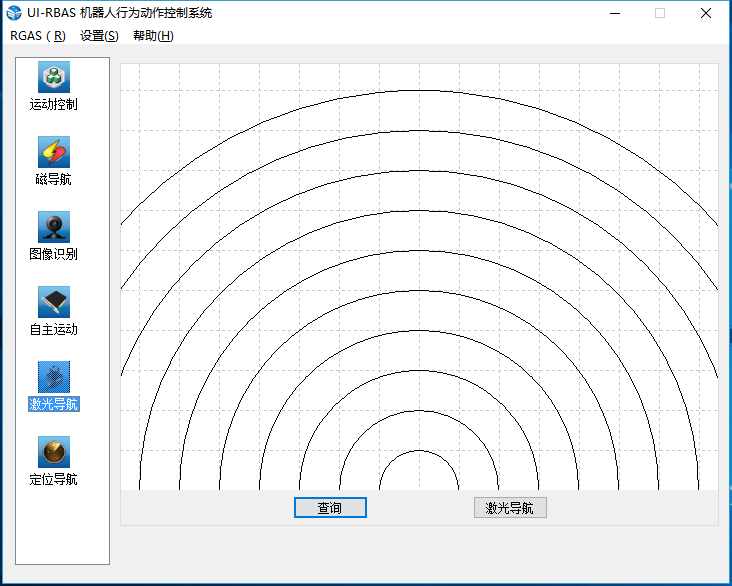 UI-RBAS 机器人行为动作控制系统
RGAS ( R) 设置(S) 帮助(H)
运动控制
磁导航
图像识别
自主运动
激光导航
定位导航
查询
激光导航